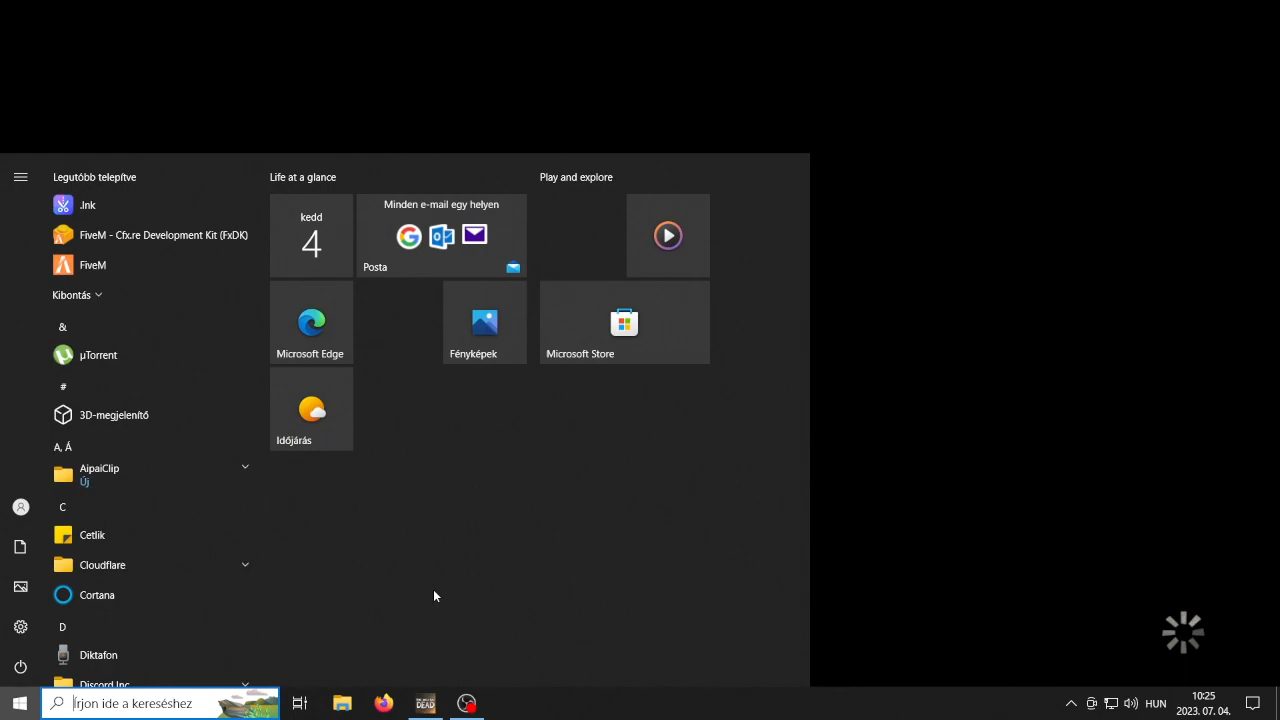 Legutóbb telepítve
.lnk
FiveM - Cfx.re Development Kit (FxDK)
FiveM
Kibontás
&
µTorrent
#
3D-megjelenítő
A, Á
AipaiClip
Új
C
Cetlik
Cloudflare
Cortana
D
Diktafon
Discord Inc
Life at a glance
kedd
4
Minden e-mail egy helyen
Posta
Microsoft Edge
Fényképek
Időjárás
Play and explore
Microsoft Store
Írjon ide a kereséshez
DEAD
HUN
10:25
2023. 07. 04.